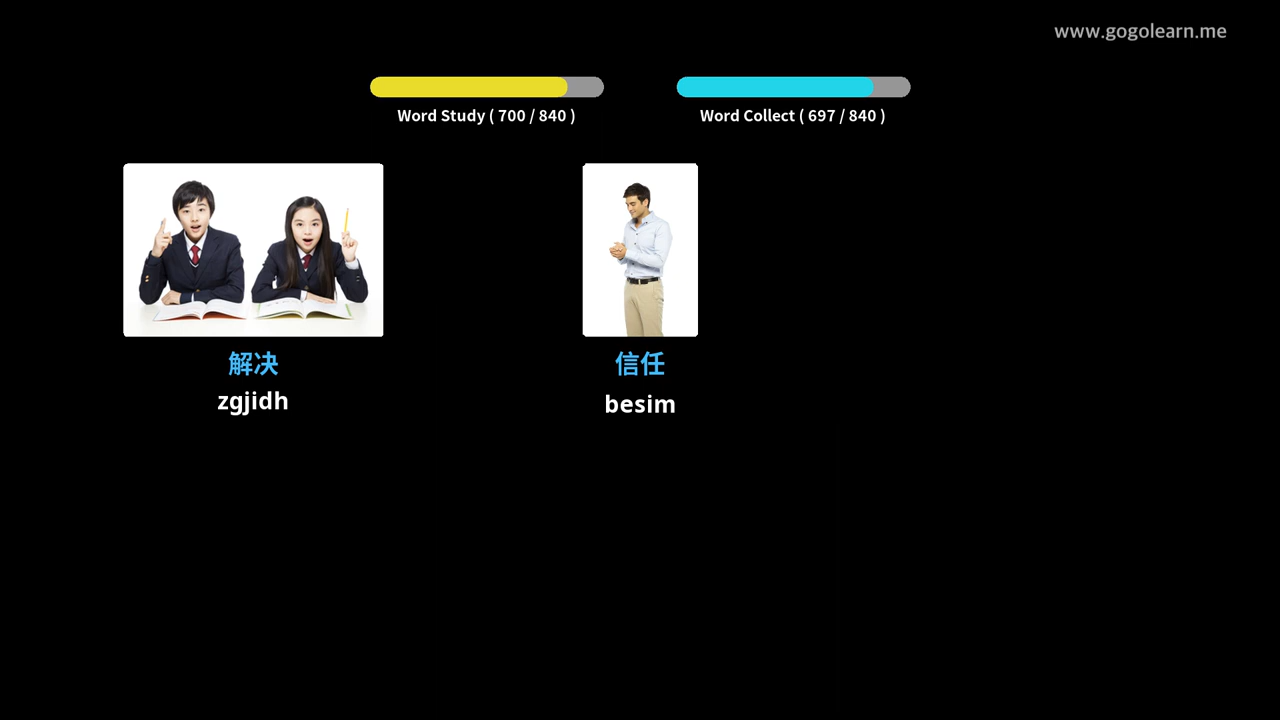 www.gogolearn.me
Word Study ( 700 / 840 )
Word Collect ( 697 / 840 )
解决
zgjidh
信任
besim